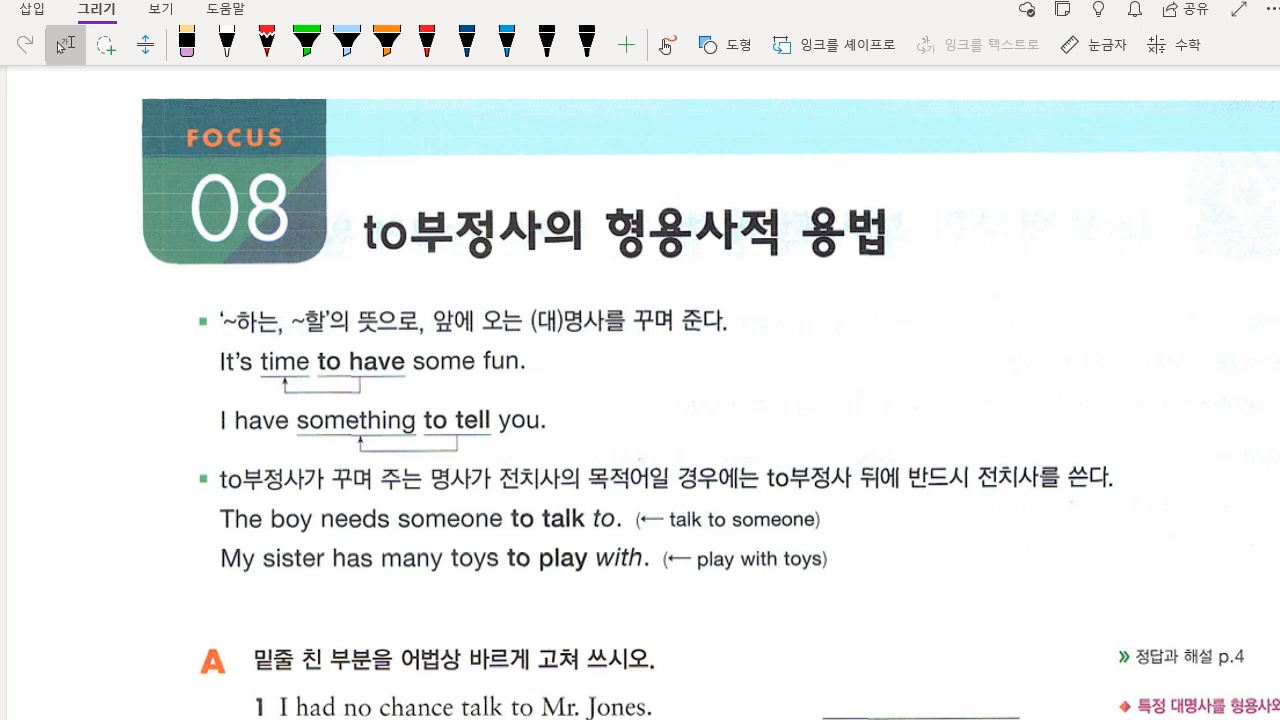 삽입 그리기 보기 도움말
공유
도형 잉크를 셰이프로 잉크를 텍스트로 눈금자 수학
FOCUS
08
to부정사의 형용사적 용법
‘~하는, ~할’의 뜻으로, 앞에 오는 (대)명사를 꾸며 준다.
It’s time to have some fun.
I have something to tell you.
to부정사가 꾸며 주는 명사가 전치사의 목적어일 경우에는 to부정사 뒤에 반드시 전치사를 쓴다.
The boy needs someone to talk to. (← talk to someone)
My sister has many toys to play with. (← play with toys)
A 밑줄 친 부분을 어법상 바르게 고쳐 쓰시오.
» 정답과 해설 p.4
1 I had no chance talk to Mr. Jones.
특정 대명사를 형용사와